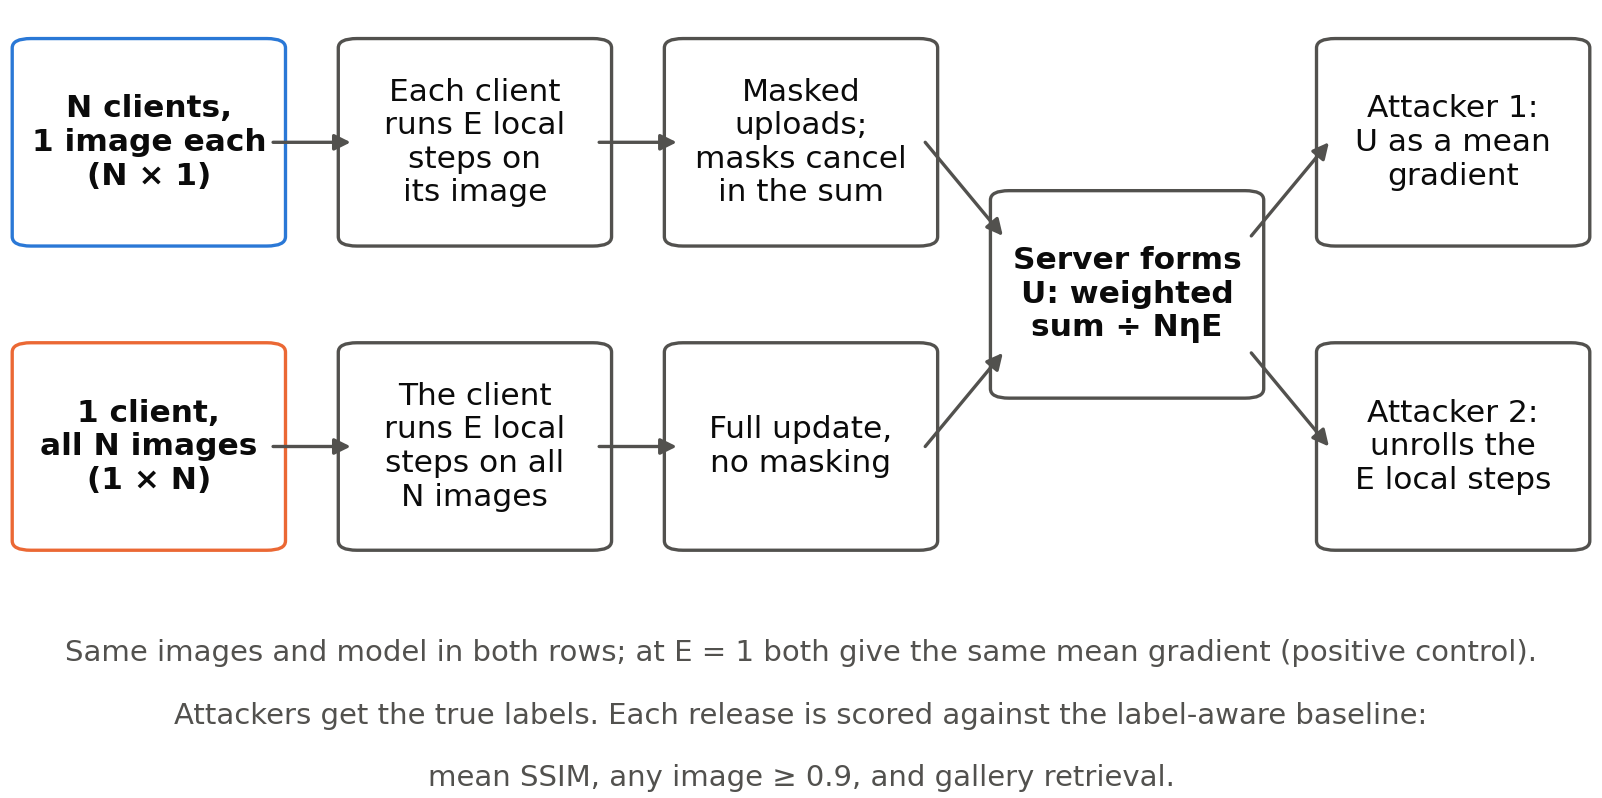 N clients,
1 image each
(N × 1)
Each client
runs E local
steps on
its image
Masked
uploads;
masks cancel
in the sum
Attacker 1:
U as a mean
gradient
Server forms
U: weighted
sum ÷ NηE
1 client,
all N images
(1 × N)
The client
runs E local
steps on all
N images
Full update,
no masking
Attacker 2:
unrolls the
E local steps
Same images and model in both rows; at E = 1 both give the same mean gradient (positive control).
Attackers get the true labels. Each release is scored against the label-aware baseline:
mean SSIM, any image ≥ 0.9, and gallery retrieval.